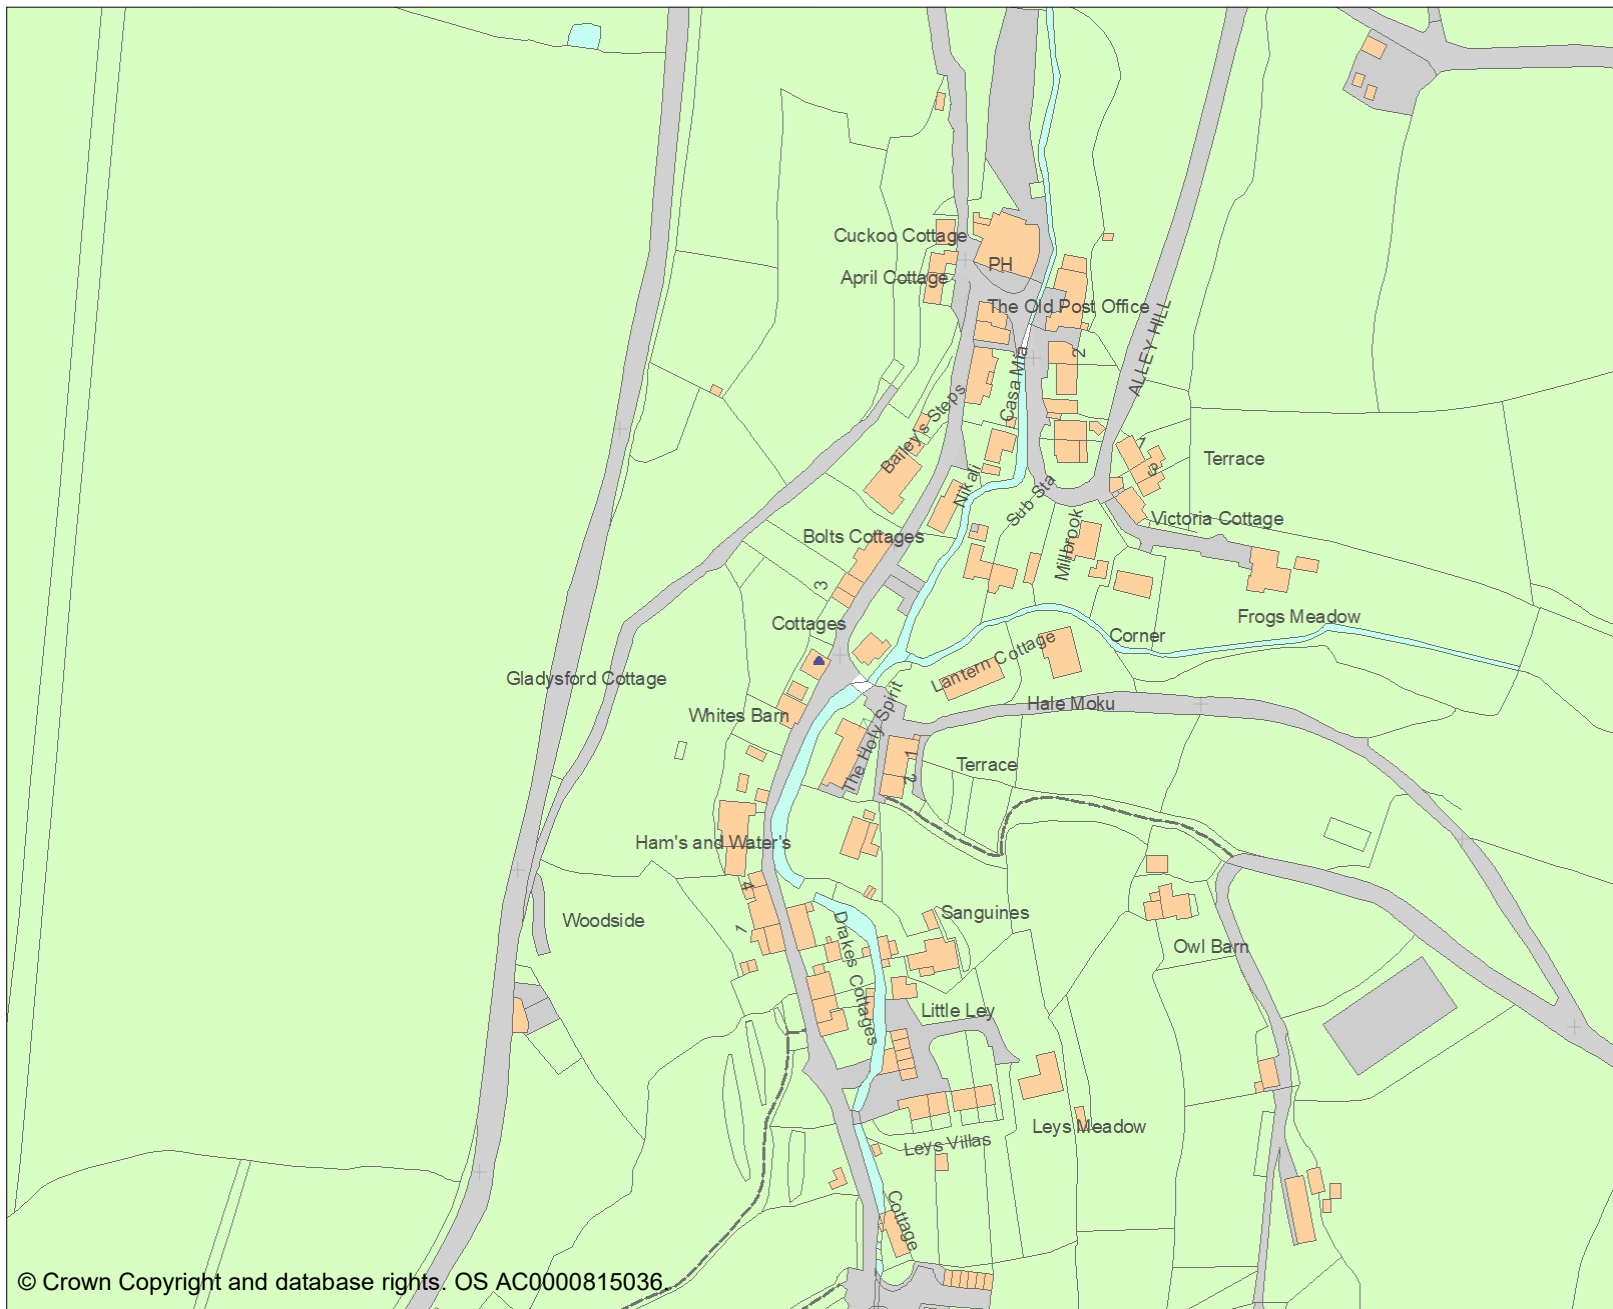 Cuckoo Cottage
PH
April Cottage
The Old Post Office
ALLEY HILL
2
Casa Mia
Bailey's Steps
1
3
Terrace
Nikali
Sub Sta
Millbrook
Victoria Cottage
Bolts Cottages
3
Cottages
Frogs Meadow
Corner
Lantern Cottage
Gladysford Cottage
Hale Moku
Whites Barn
The Holy Spirit
1
2
Terrace
Ham's and Water's
4
1
Woodside
Drakes Cottages
Sanguines
Owl Barn
Little Ley
Leys Meadow
Leys Villas
Cottage
© Crown Copyright and database rights. OS AC0000815036.